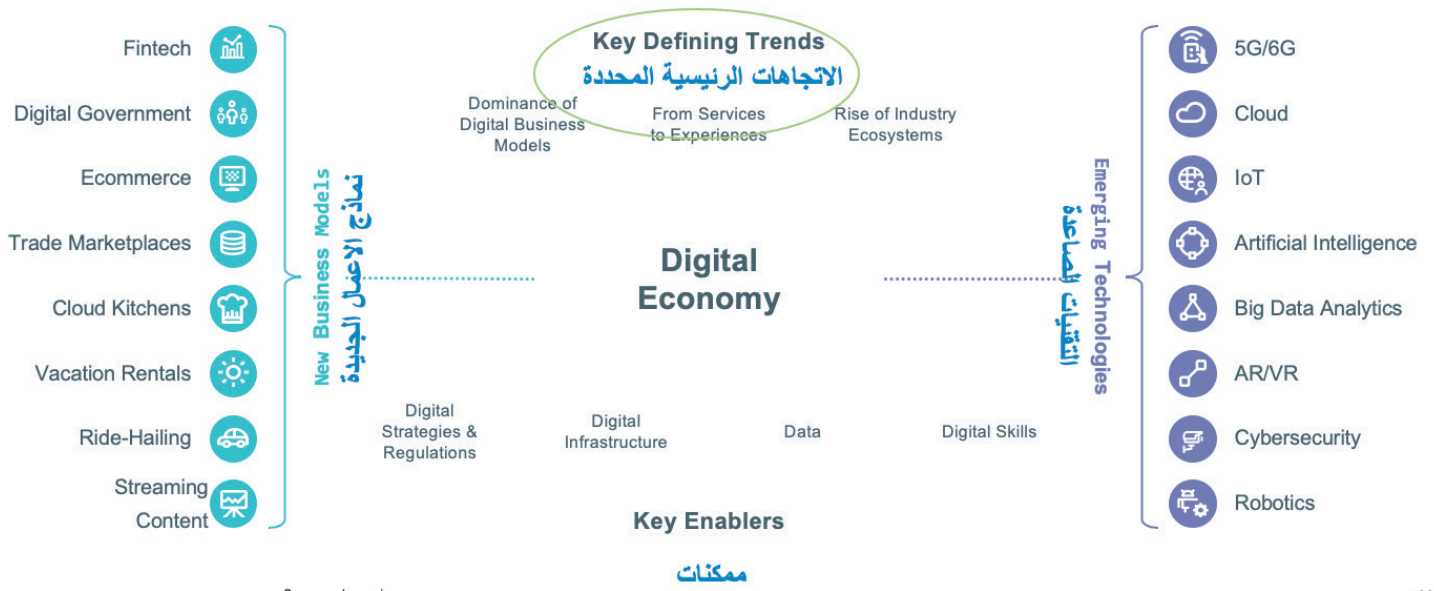 Key Defining Trends
الاتجاهات الرئيسية المحددة
Dominance of
Digital Business
Models
From Services
to Experiences
Rise of Industry
Ecosystems
Fintech
Digital Government
Ecommerce
Trade Marketplaces
Cloud Kitchens
Vacation Rentals
Ride-Hailing
Streaming
Content
New Business Models
نماذج الاعمال الجديدة
Digital
Economy
Emerging Technologies
التقنيات الصاعدة
5G/6G
Cloud
IoT
Artificial Intelligence
Big Data Analytics
AR/VR
Cybersecurity
Robotics
Digital
Strategies &
Regulations
Digital
Infrastructure
Data
Digital Skills
Key Enablers
ممكنات